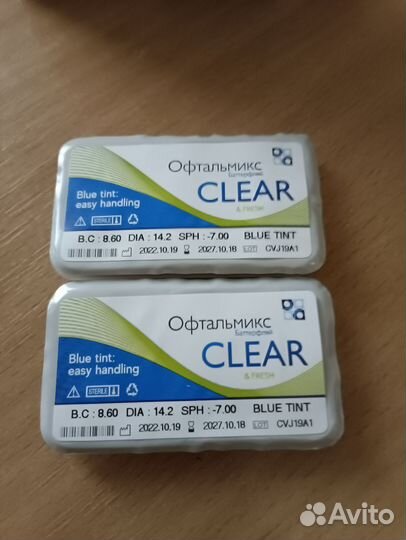 Офтальмикс
Баттерфляй
CLEAR
& FRESH
Blue tint:
easy handling
STERILE
B.C : 8.60 DIA : 14.2 SPH : -7.00 BLUE TINT
2022.10.19 2027.10.18 LOT CVJ19A1
Офтальмикс
Баттерфляй
CLEAR
& FRESH
Blue tint:
easy handling
STERILE
B.C : 8.60 DIA : 14.2 SPH : -7.00 BLUE TINT
2022.10.19 2027.10.18 LOT CVJ19A1
Avito